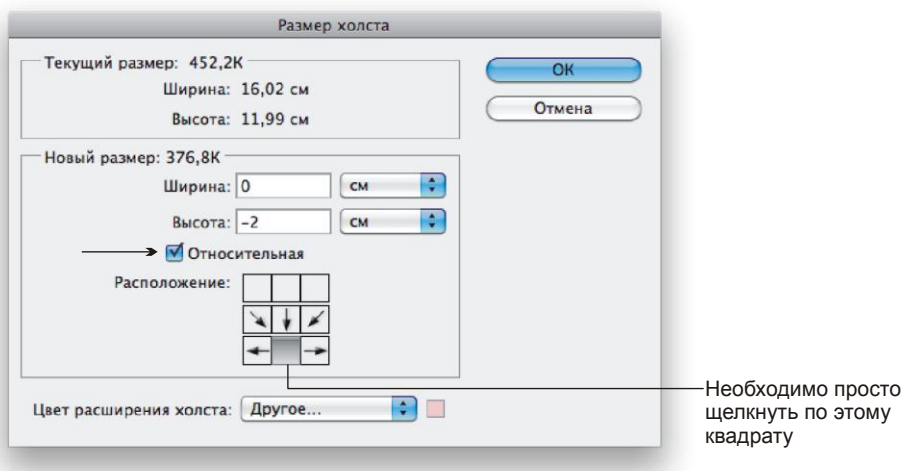 Размер холста
Текущий размер: 452,2K
Ширина: 16,02 см
Высота: 11,99 см
ОК
Отмена
Новый размер: 376,8K
Ширина: 0 см
Высота: -2 см
Относительная
Расположение:
Цвет расширения холста: Другое...
Необходимо просто
щелкнуть по этому
квадрату